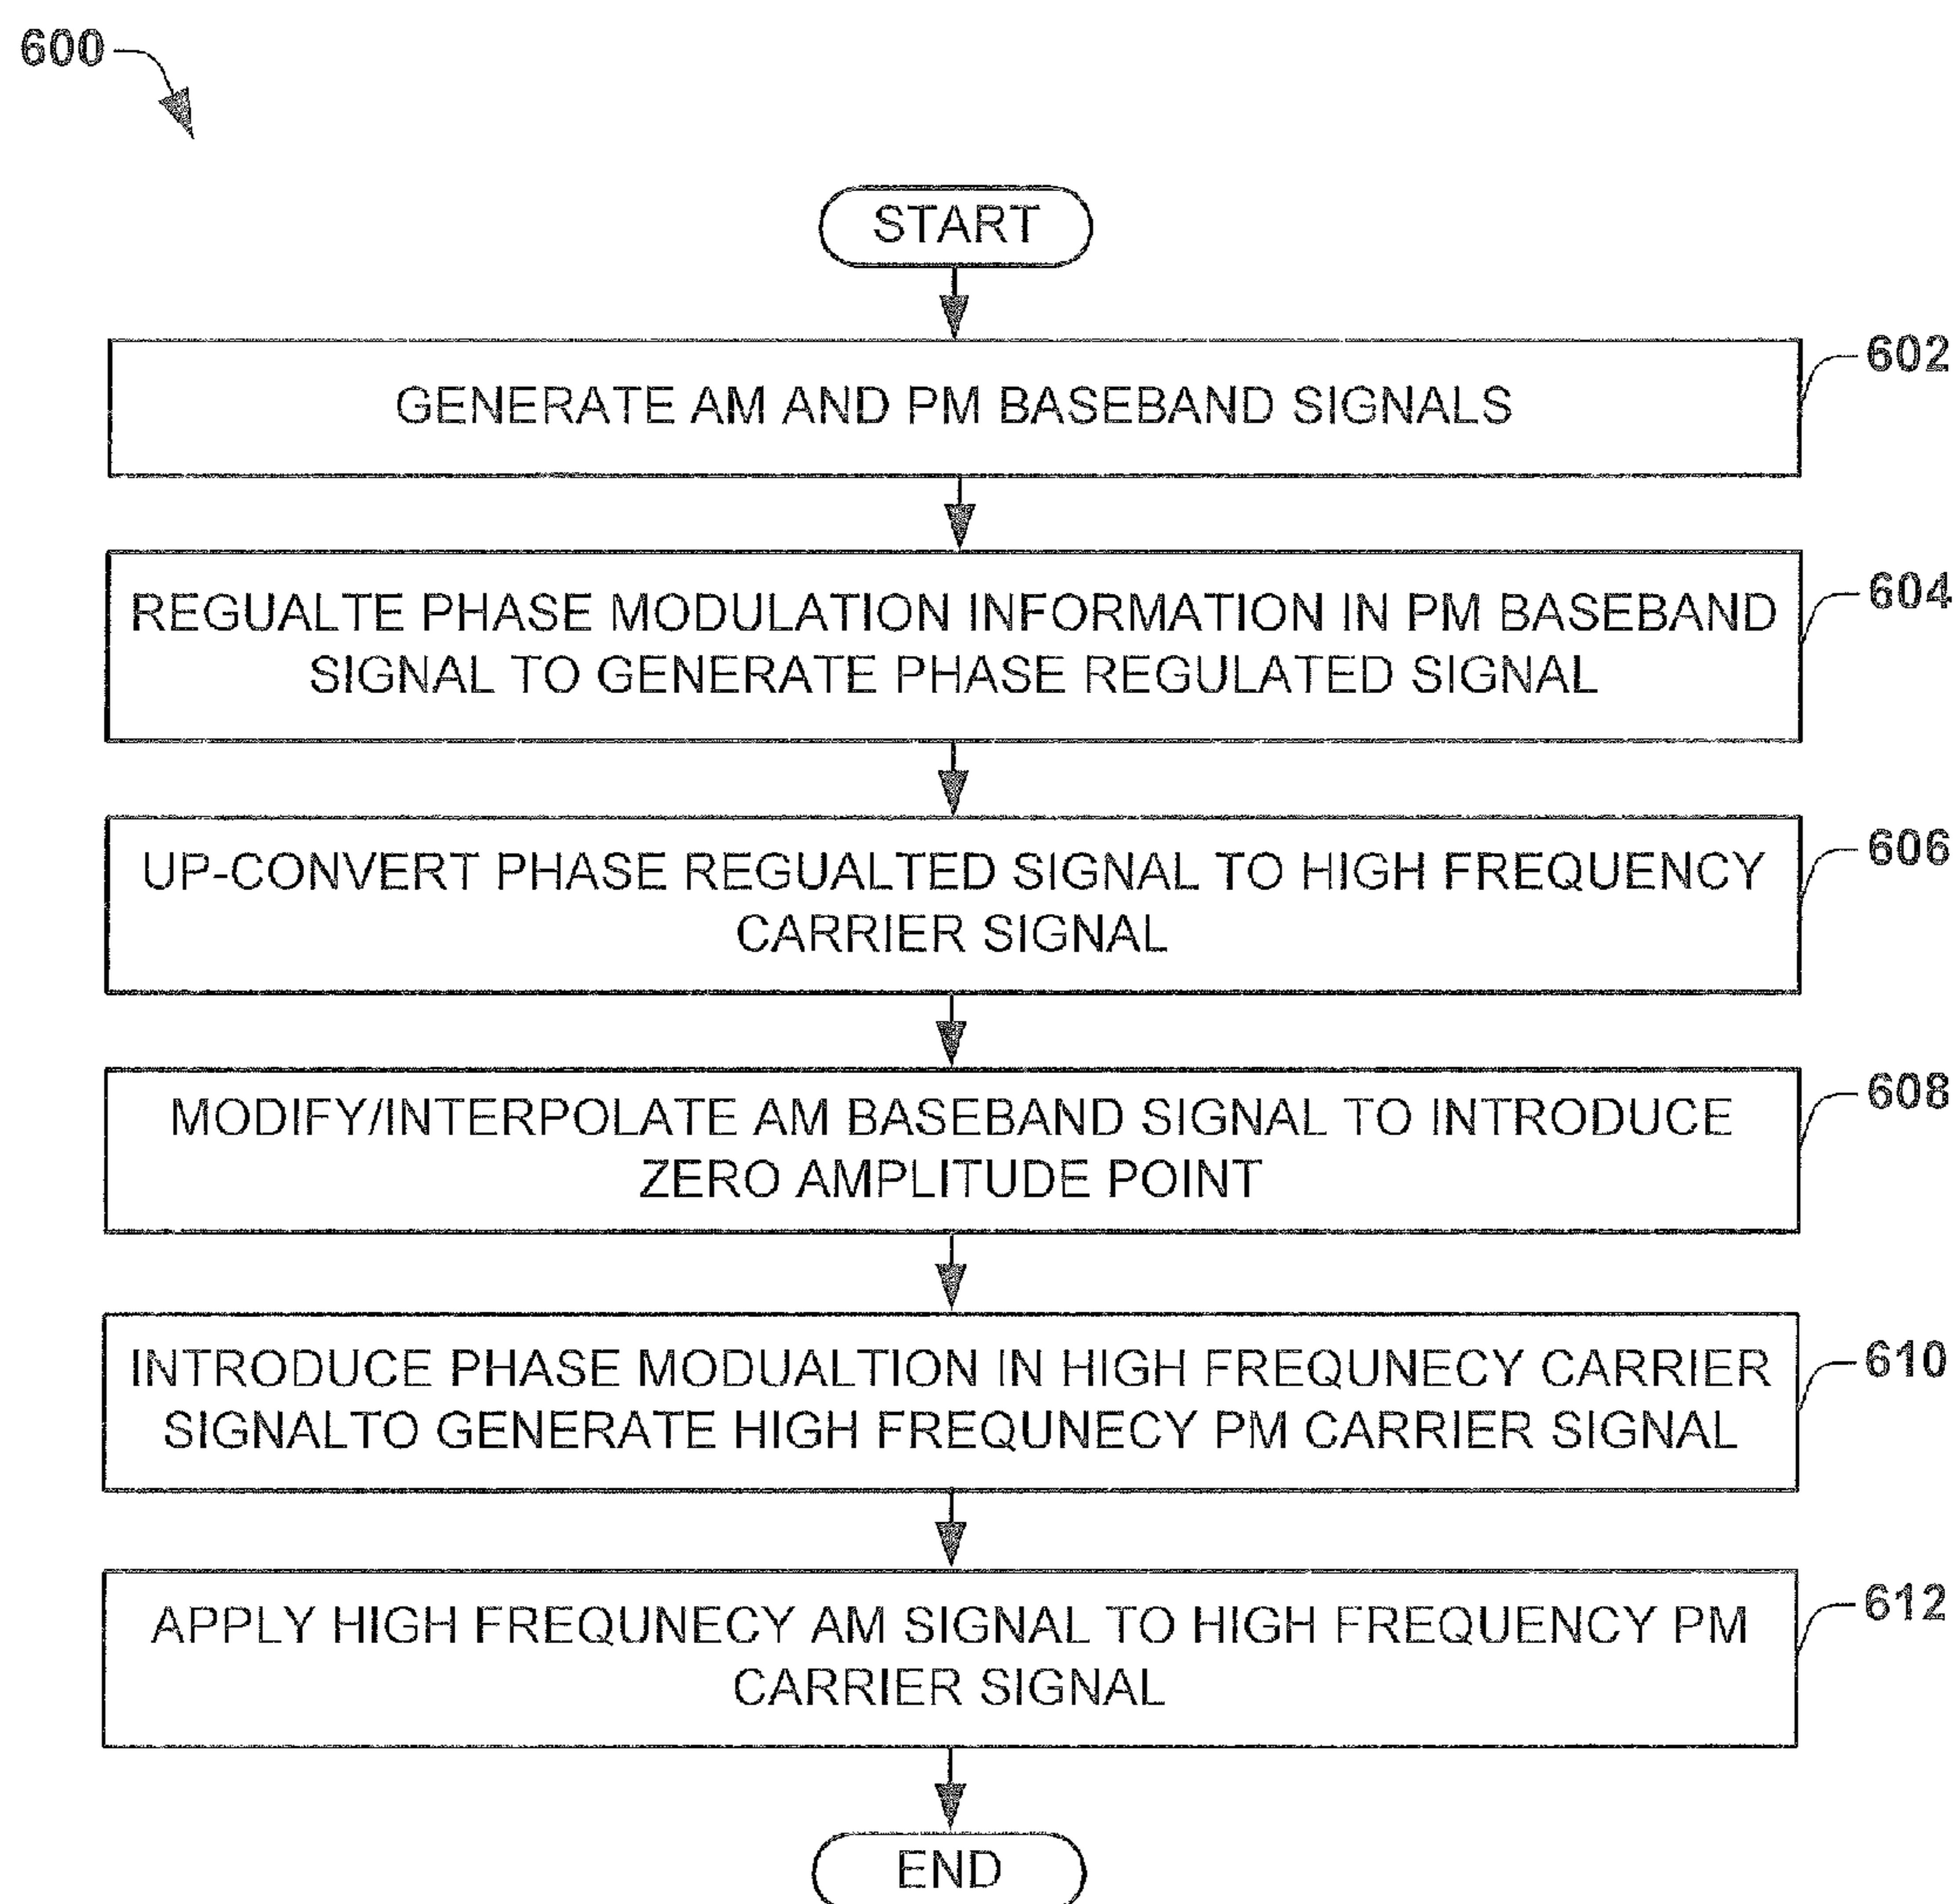 600
START
GENERATE AM AND PM BASEBAND SIGNALS
602
REGUALTE PHASE MODULATION INFORMATION IN PM BASEBAND
SIGNAL TO GENERATE PHASE REGULATED SIGNAL
604
UP-CONVERT PHASE REGUALTED SIGNAL TO HIGH FREQUENCY
CARRIER SIGNAL
606
MODIFY/INTERPOLATE AM BASEBAND SIGNAL TO INTRODUCE
ZERO AMPLITUDE POINT
608
INTRODUCE PHASE MODUALTION IN HIGH FREQUNECY CARRIER
SIGNALTO GENERATE HIGH FREQUNECY PM CARRIER SIGNAL
610
APPLY HIGH FREQUNECY AM SIGNAL TO HIGH FREQUENCY PM
CARRIER SIGNAL
612
END